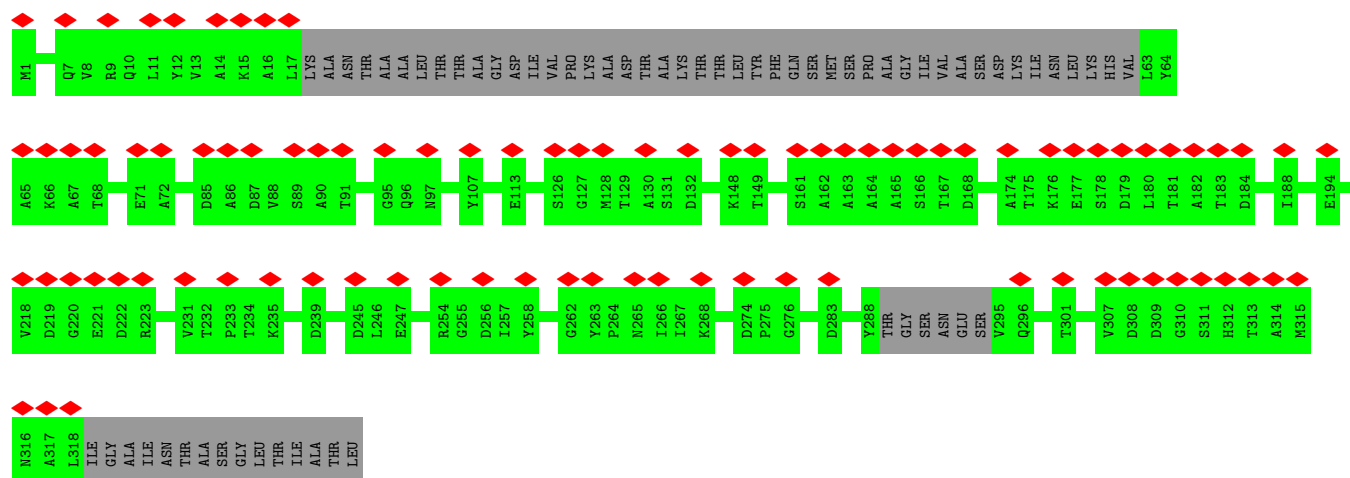 M1 Q7 V8 R9 Q10 L11 Y12 V13 A14 K15 A16 L17 LYS ALA ASN THR ALA ALA LEU THR THR ALA GLY ASP ILE VAL PRO LYS ALA ASP THR ALA LYS THR THR LEU TYR PHE GLN SER MET SER PRO ALA GLY ILE VAL ALA SER ASP LYS ILE ASN LEU LYS HIS VAL L63 Y64
A65 K66 A67 T68 E71 A72 D85 A86 D87 V88 S89 A90 T91 G95 Q96 N97 Y107 E113 S126 G127 M128 T129 A130 S131 D132 K148 T149 S161 A162 A163 A164 A165 S166 T167 D168 A174 T175 K176 E177 S178 D179 L180 T181 A182 T183 D184 I188 E194
V218 D219 G220 E221 D222 R223 V231 T232 P233 T234 K235 D239 D245 L246 E247 R254 G255 D256 I257 Y258 G262 Y263 P264 N265 I266 I267 K268 D274 P275 G276 D283 Y288 THR GLY SER ASN GLU SER V295 Q296 T301 V307 D308 D309 G310 S311 H312 T313 A314 M315
N316 A317 L318 ILE GLY ALA ILE ASN THR ALA SER GLY LEU THR ILE ALA THR LEU